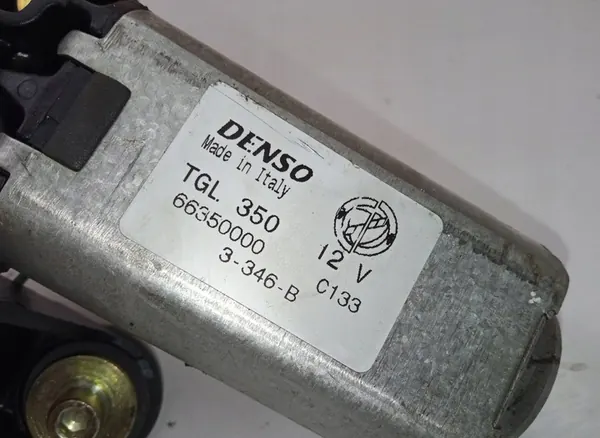 DENSO
Made in Italy
TGL 350
66350000 12 V
3-346-B C133